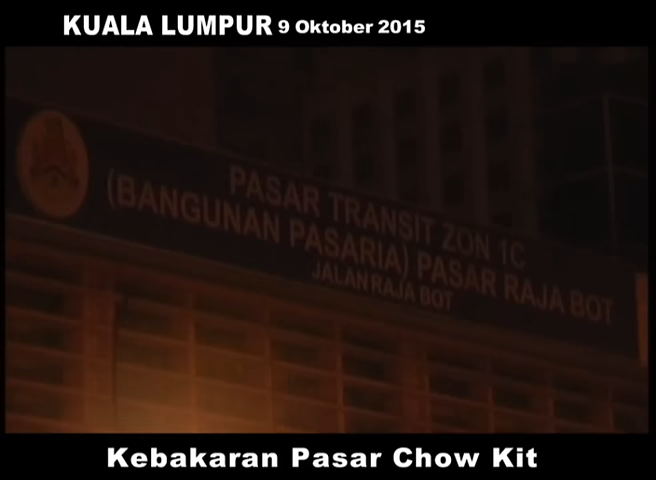 KUALA LUMPUR 9 Oktober 2015
PASAR TRANSIT ZON 1C
(BANGUNAN PASARIA) PASAR RAJA BOT
JALAN RAJA BOT
Kebakaran Pasar Chow Kit